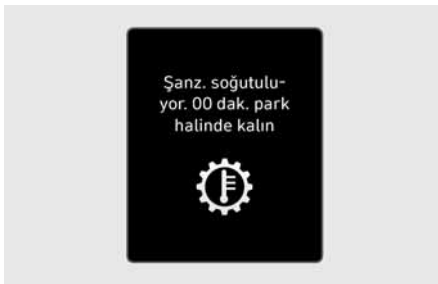 Şanz. soğutulu-
yor. 00 dak. park
halinde kalın